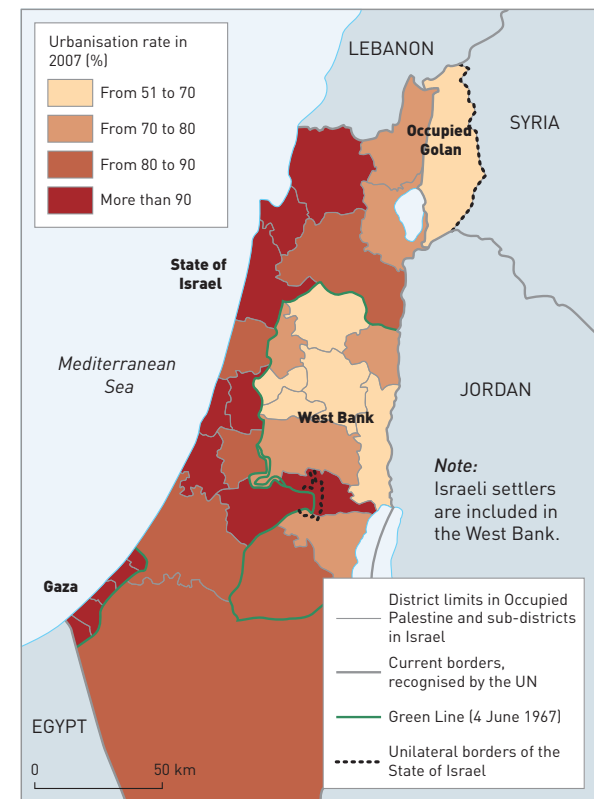 Urbanisation rate in
2007 (%)
From 51 to 70
From 70 to 80
From 80 to 90
More than 90
LEBANON
SYRIA
Occupied
Golan
State of
Israel
Mediterranean
Sea
JORDAN
West Bank
Note:
Israeli settlers
are included in
the West Bank.
Gaza
EGYPT
0 50 km
District limits in Occupied
Palestine and sub-districts
in Israel
Current borders,
recognised by the UN
Green Line (4 June 1967)
Unilateral borders of the
State of Israel